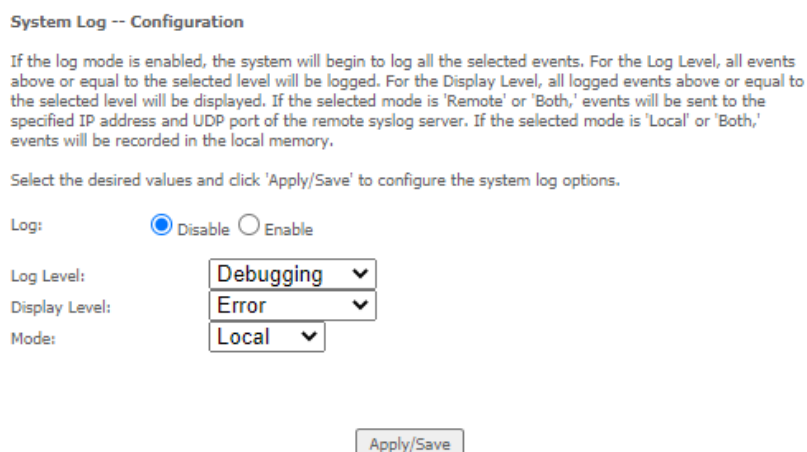 System Log -- Configuration
If the log mode is enabled, the system will begin to log all the selected events. For the Log Level, all events
above or equal to the selected level will be logged. For the Display Level, all logged events above or equal to
the selected level will be displayed. If the selected mode is 'Remote' or 'Both,' events will be sent to the
specified IP address and UDP port of the remote syslog server. If the selected mode is 'Local' or 'Both,'
events will be recorded in the local memory.
Select the desired values and click 'Apply/Save' to configure the system log options.
Log: Disable Enable
Log Level: Debugging
Display Level: Error
Mode: Local
Apply/Save